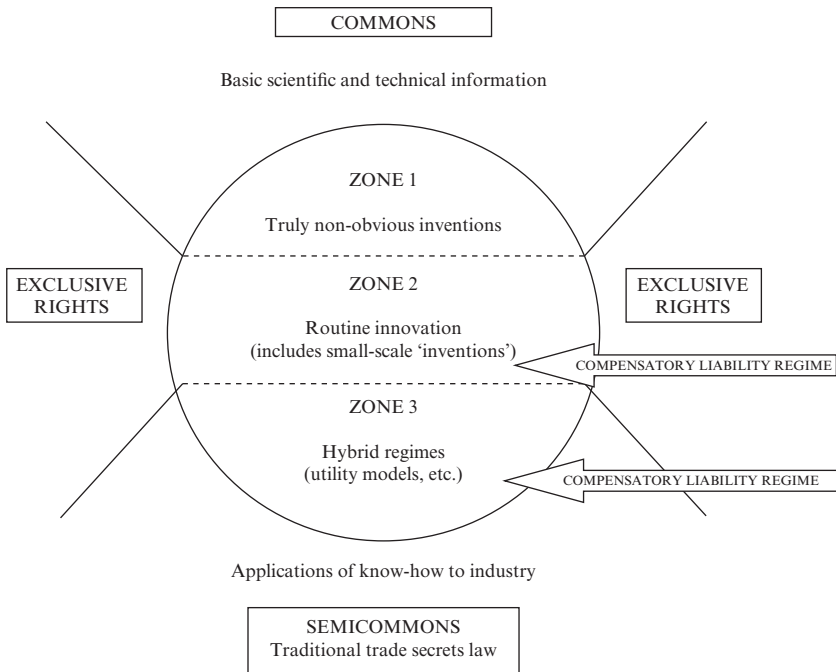 COMMONS
Basic scientific and technical information
ZONE 1
Truly non-obvious inventions
EXCLUSIVE
RIGHTS
ZONE 2
Routine innovation
(includes small-scale ‘inventions’)
EXCLUSIVE
RIGHTS
COMPENSATORY LIABILITY REGIME
ZONE 3
Hybrid regimes
(utility models, etc.)
COMPENSATORY LIABILITY REGIME
Applications of know-how to industry
SEMICOMMONS
Traditional trade secrets law